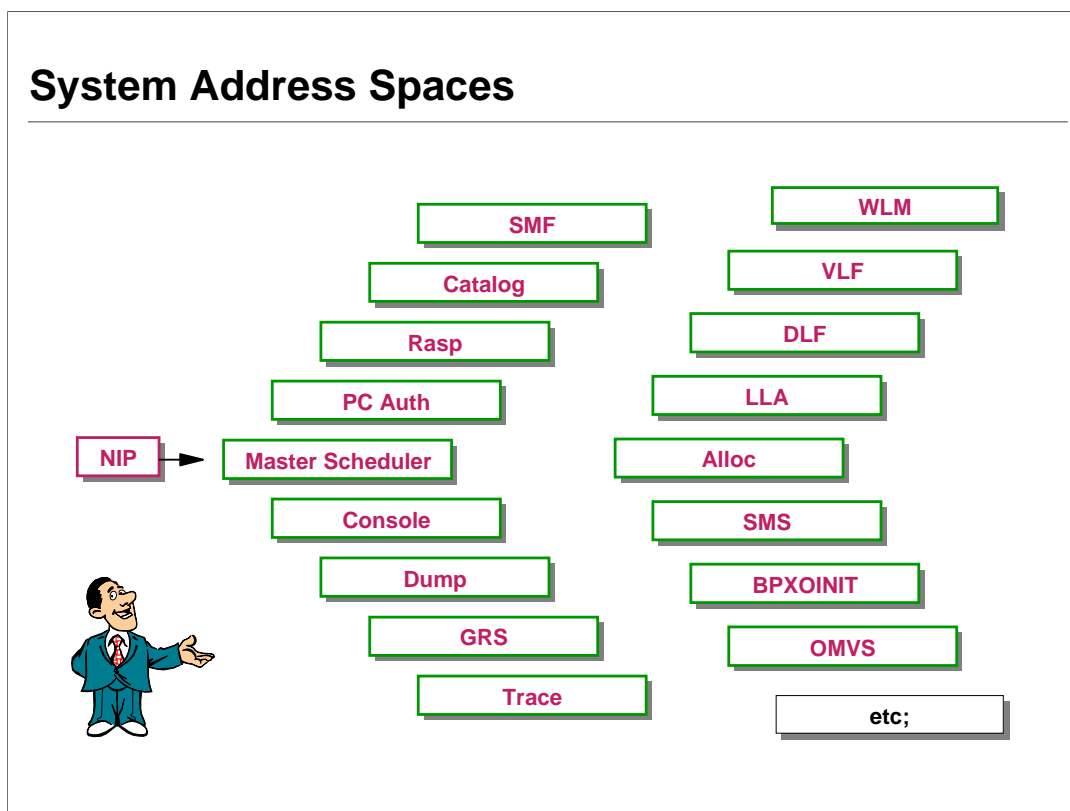 System Address Spaces
SMF
Catalog
Rasp
PC Auth
NIP
Master Scheduler
Console
Dump
GRS
Trace
WLM
VLF
DLF
LLA
Alloc
SMS
BPXOINIT
OMVS
etc;